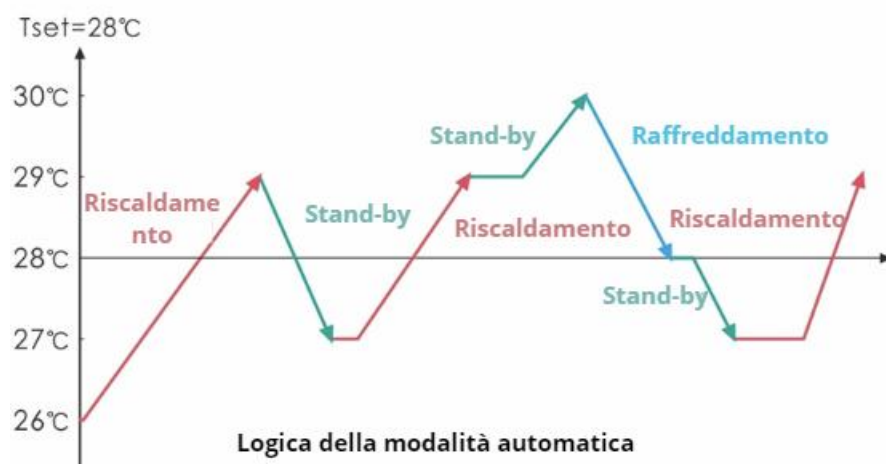 Tset=28℃
30℃
Stand-by
Raffreddamento
29℃
Riscaldame
nto
Stand-by
Riscaldamento
Riscaldamento
28℃
Stand-by
27℃
26℃
Logica della modalità automatica